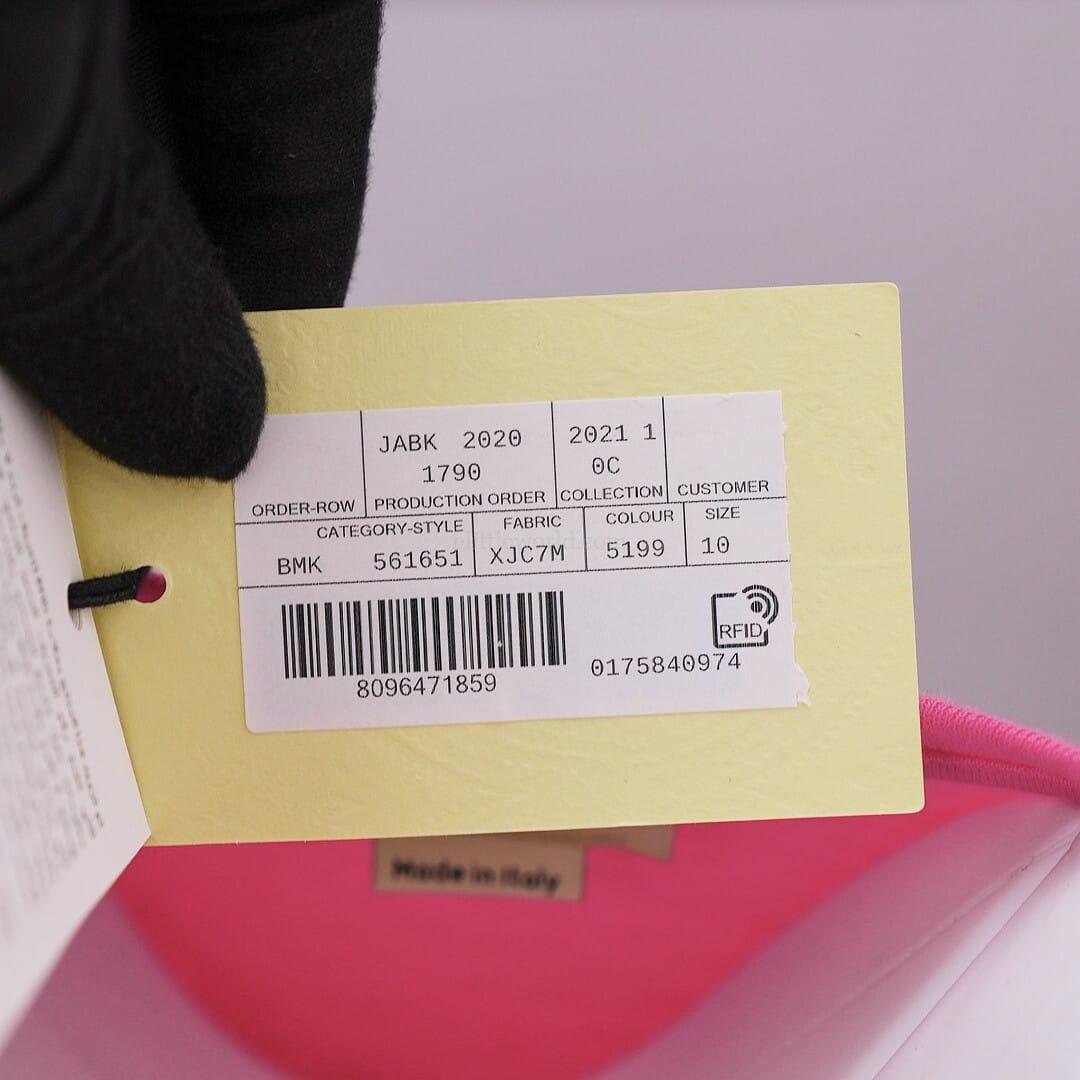 JABK 2020
1790
2021 1
0C
ORDER-ROW PRODUCTION ORDER COLLECTION CUSTOMER
CATEGORY-STYLE FABRIC COLOUR SIZE
BMK 561651 XJC7M 5199 10
RFID
8096471859
0175840974
Made in Italy